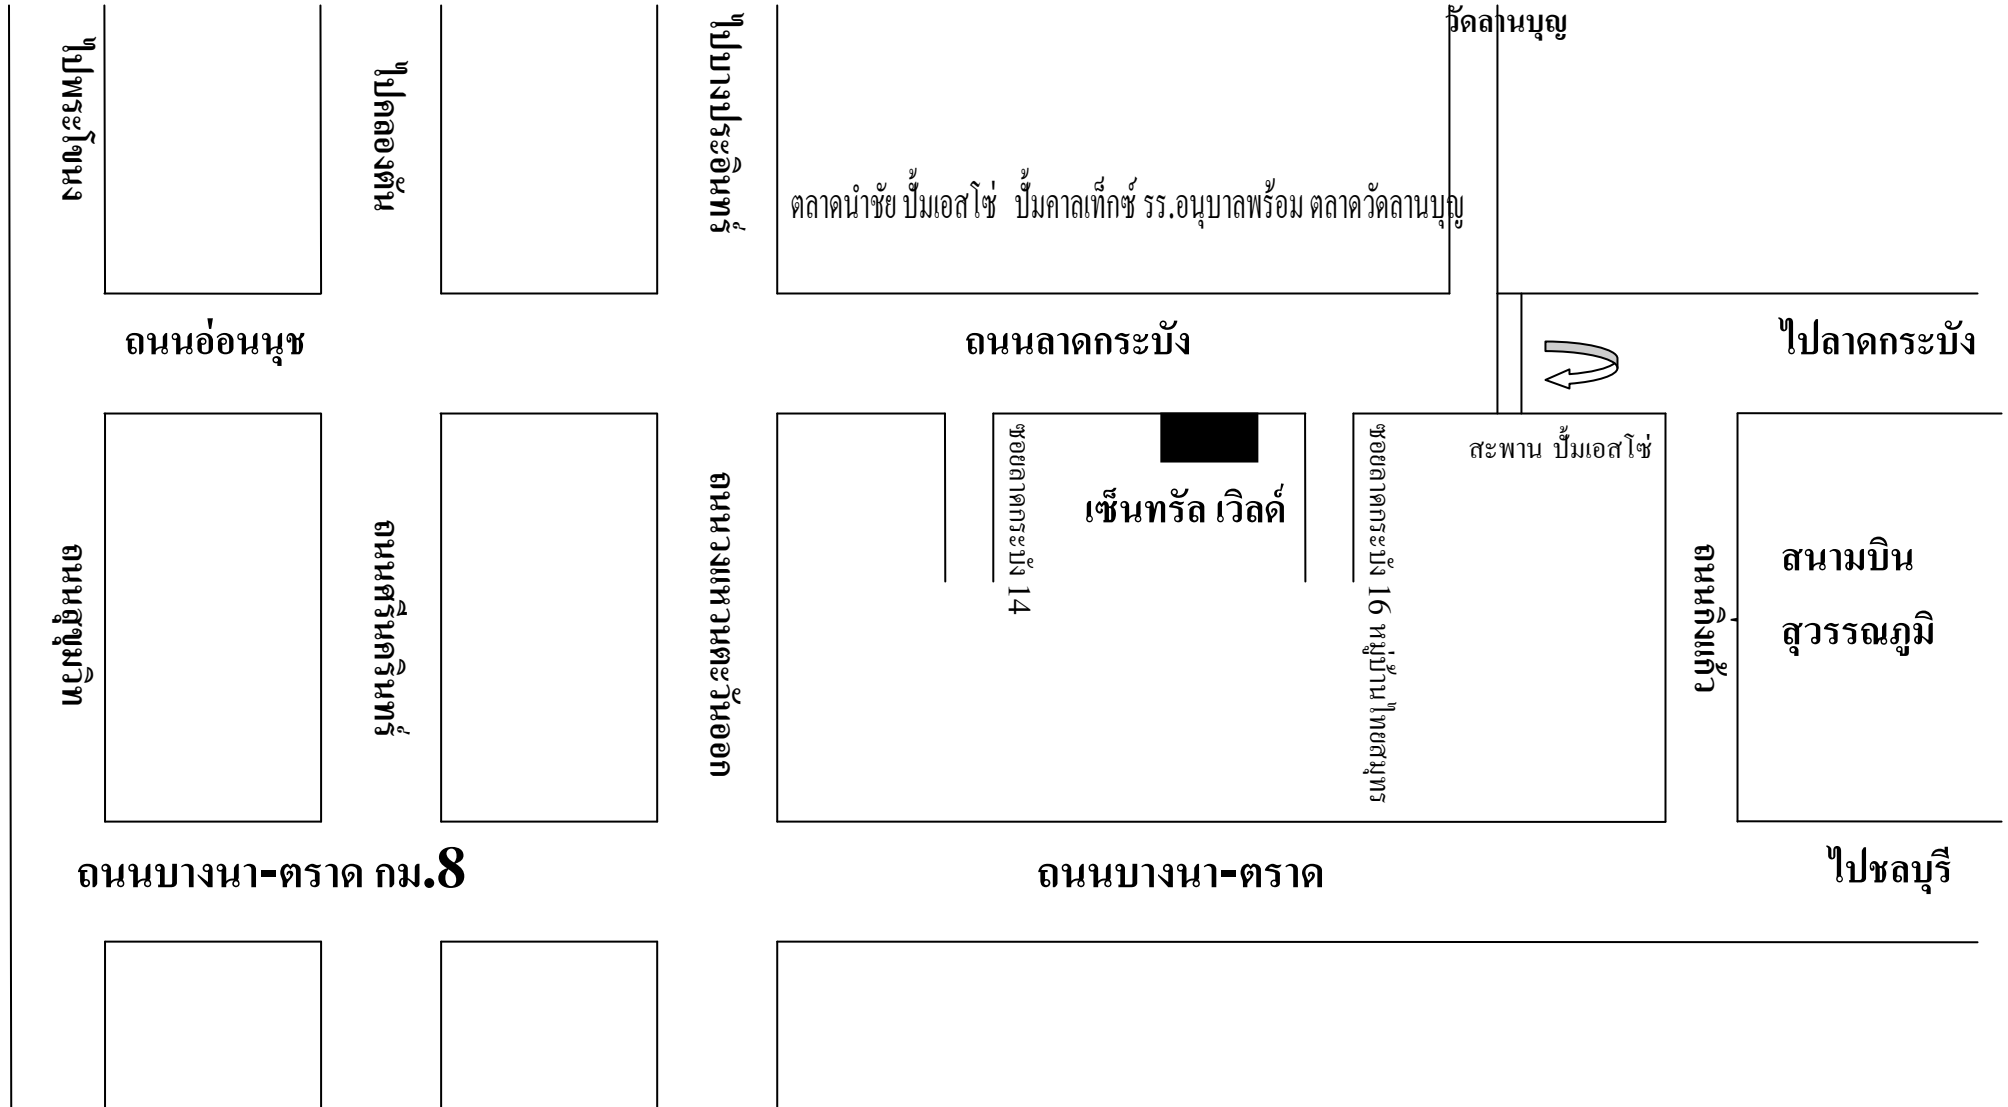 วัดลานบุญ
ไปพระโขนง
ไปคลองตัน
ไปบางปะอินทร์
ตลาดนำชัย ปั้มเอสโซ่ ปั้มคาลเท็กซ์ รร.อนุบาลพร้อม ตลาดวัดลานบุญ
ถนนอ่อนนุช
ถนนลาดกระบัง
ไปลาดกระบัง
ซอยลาดกระบัง 14
เซ็นทรัล เวิลด์
ซอยลาดกระบัง 16 หมู่บ้านไทยสมุทร
สะพาน ปั้มเอสโซ่
ถนนสุขุมวิท
ถนนศรีนครินทร์
ถนนวงแหวนตะวันออก
ถนนกิ่งแก้ว
สนามบิน
สุวรรณภูมิ
ถนนบางนา-ตราด กม.8
ถนนบางนา-ตราด
ไปชลบุรี